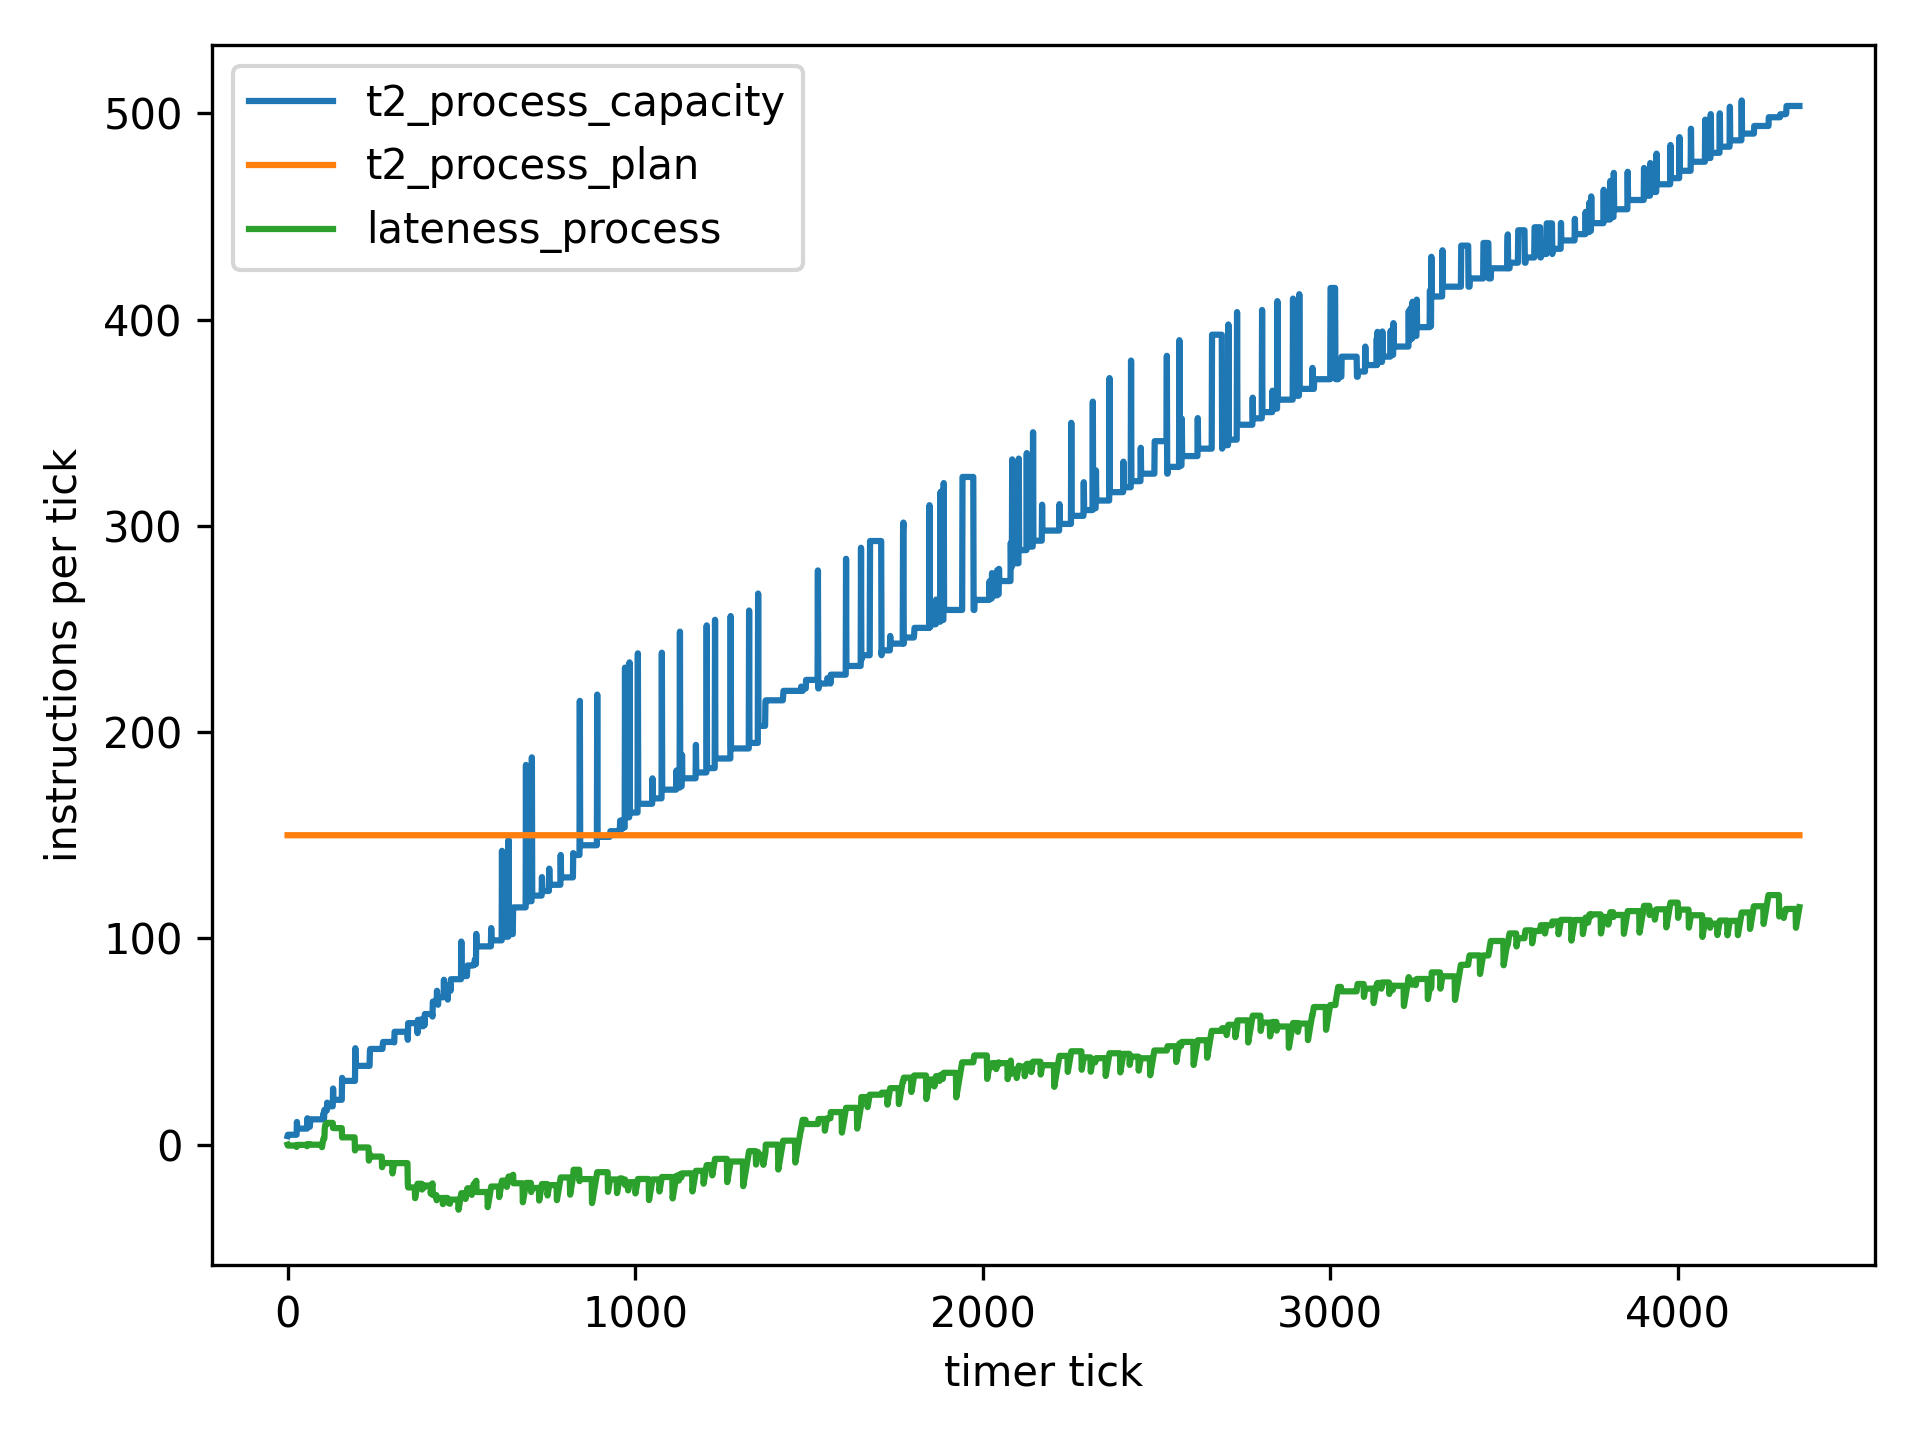 t2_process_capacity
t2_process_plan
lateness_process
500
400
300
200
100
0
instructions per tick
0 1000 2000 3000 4000
timer tick